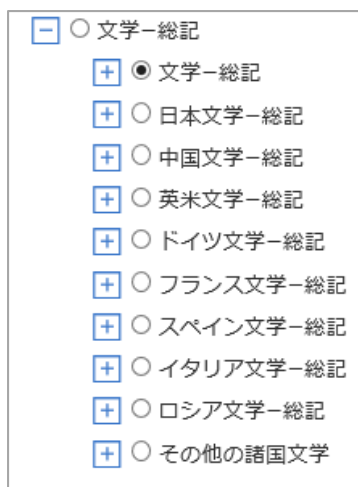 文学－総記
文学－総記
日本文学－総記
中国文学－総記
英米文学－総記
ドイツ文学－総記
フランス文学－総記
スペイン文学－総記
イタリア文学－総記
ロシア文学－総記
その他の諸国文学